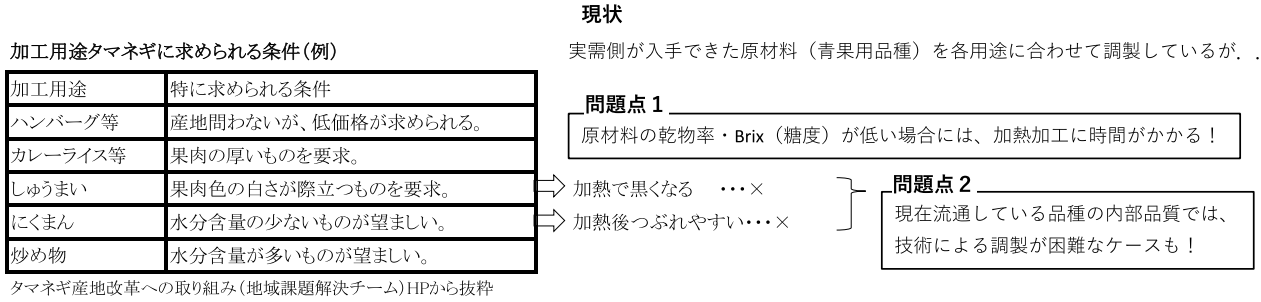 現状
加工用途タマネギに求められる条件(例)
実需側が入手できた原材料（青果用品種）を各用途に合わせて調製しているが．．
加工用途 特に求められる条件
ハンバーグ等 産地問わないが、低価格が求められる。
カレーライス等 果肉の厚いものを要求。
しゅうまい 果肉色の白さが際立つものを要求。
にくまん 水分含量の少ないものが望ましい。
炒め物 水分含量が多いものが望ましい。
タマネギ産地改革への取り組み(地域課題解決チーム)HPから抜粋
問題点１
原材料の乾物率・Brix（糖度）が低い場合には、加熱加工に時間がかかる！
加熱で黒くなる ・・・×
加熱後つぶれやすい・・・×
問題点２
現在流通している品種の内部品質では、
技術による調製が困難なケースも！